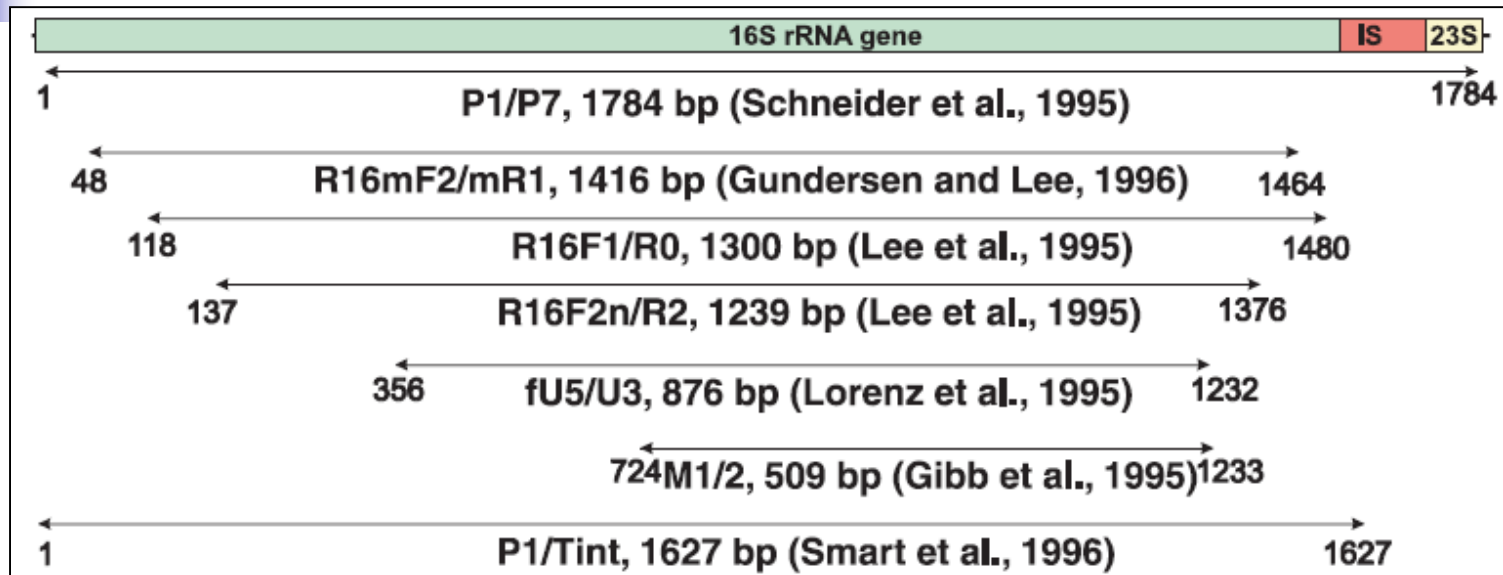 16S rRNA gene IS 23S
1 1784
P1/P7, 1784 bp (Schneider et al., 1995)
48 R16mF2/mR1, 1416 bp (Gundersen and Lee, 1996) 1464
118 R16F1/R0, 1300 bp (Lee et al., 1995) 1480
137 R16F2n/R2, 1239 bp (Lee et al., 1995) 1376
356 fU5/U3, 876 bp (Lorenz et al., 1995) 1232
724 M1/2, 509 bp (Gibb et al., 1995) 1233
1 P1/Tint, 1627 bp (Smart et al., 1996) 1627